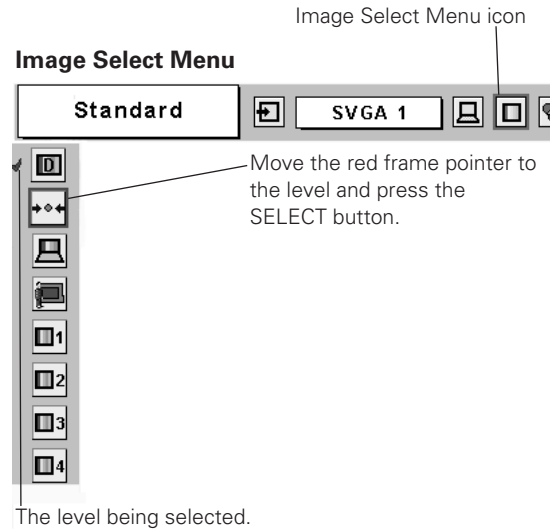 Image Select Menu icon
Image Select Menu
Standard
SVGA 1
D
Move the red frame pointer to
the level and press the
SELECT button.
1
2
3
4
The level being selected.